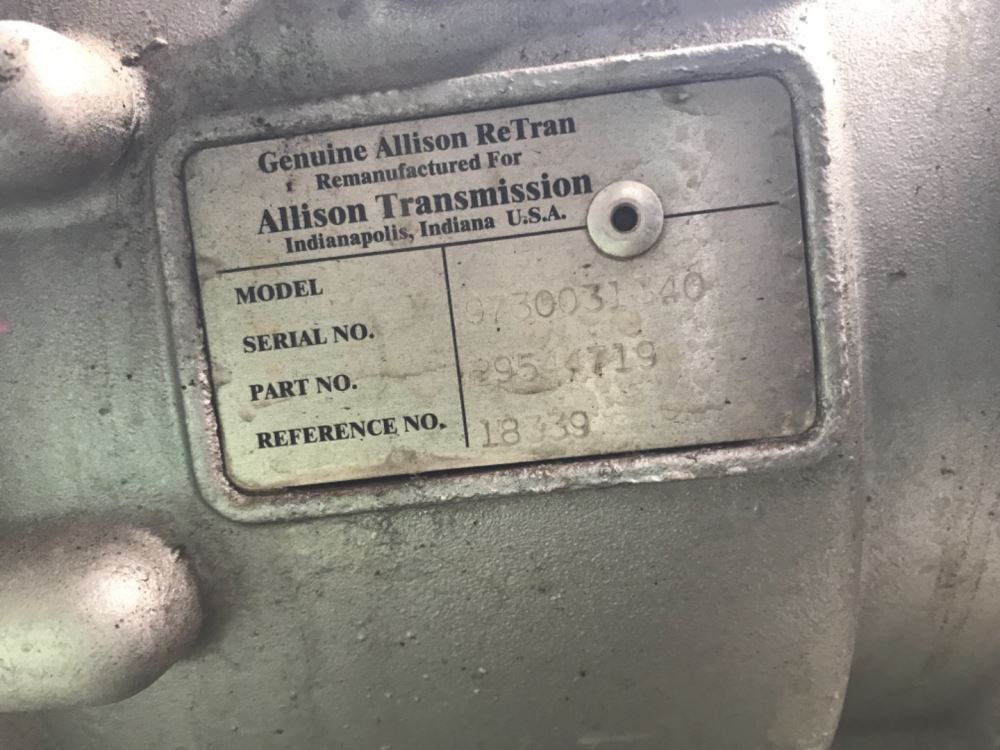 Genuine Allison ReTran
Remanufactured For
Allison Transmission
Indianapolis, Indiana U.S.A.
MODEL
SERIAL NO.
PART NO.
REFERENCE NO.